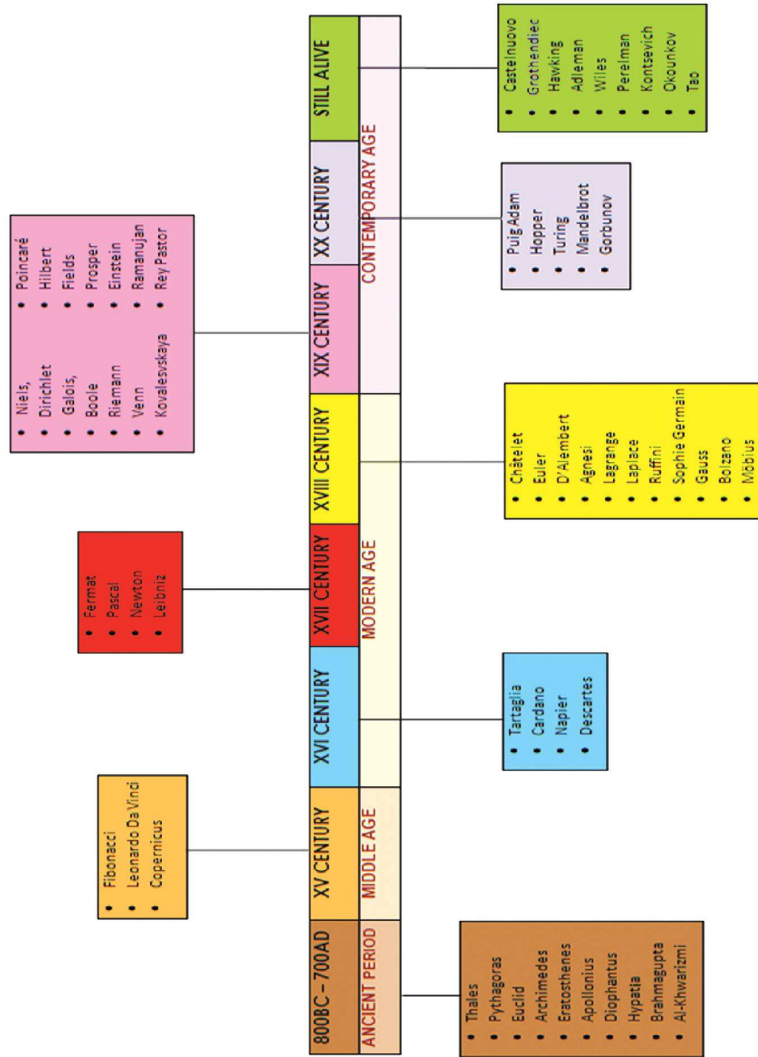 Fibonacci
Leonardo Da Vinci
Copernicus
Fermat
Pascal
Newton
Leibniz
Niels,
Dirichlet
Galois,
Boole
Riemann
Venn
Kovalesvskaya
Poincaré
Hilbert
Fields
Prosper
Einstein
Ramanujan
Rey Pastor
800BC – 700AD
XV CENTURY
XVI CENTURY
XVII CENTURY
XVIII CENTURY
XIX CENTURY
XX CENTURY
STILL ALIVE
ANCIENT PERIOD
MIDDLE AGE
MODERN AGE
CONTEMPORARY AGE
Thales
Pythagoras
Euclid
Archimedes
Eratosthenes
Apollonius
Diophantus
Hypatia
Brahmagupta
Al-Khwarizmi
Tartaglia
Cardano
Napier
Descartes
Châtelet
Euler
D'Alembert
Agnesi
Lagrange
Laplace
Ruffini
Sophie Germain
Gauss
Bolzano
Möbius
Puig Adam
Hopper
Turing
Mandelbrot
Gorbunov
Castelnuovo
Grothendiec
Hawking
Adleman
Wiles
Perelman
Kontsevich
Okounkov
Tao